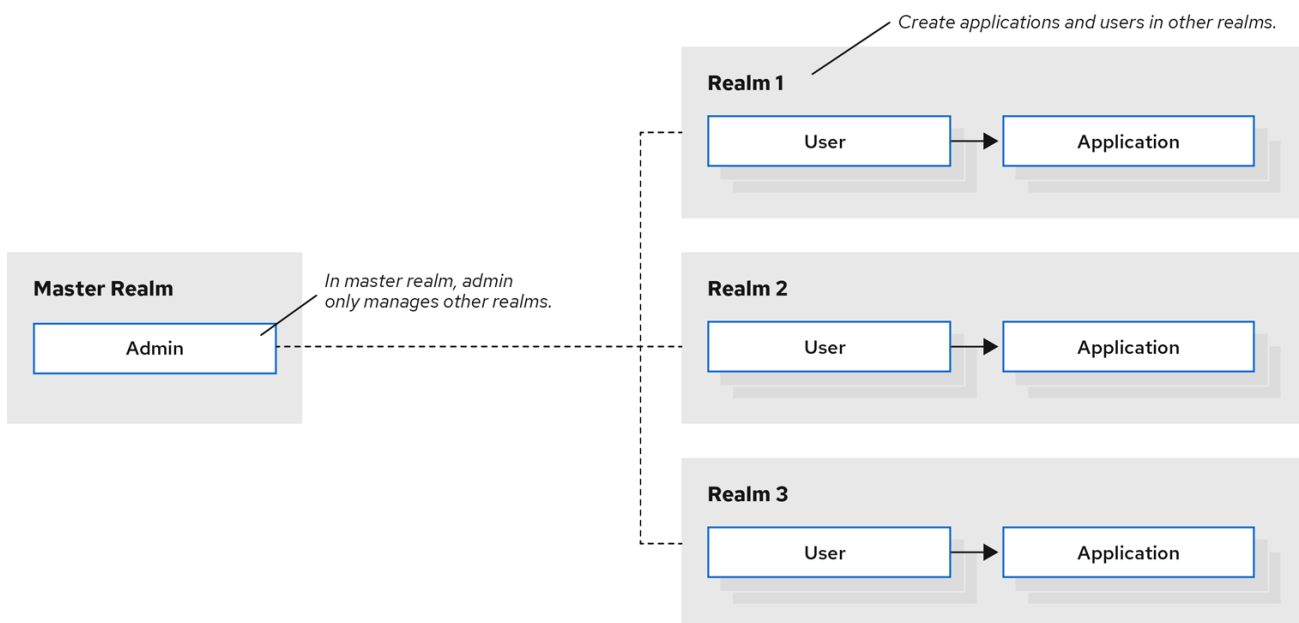 Create applications and users in other realms.
Realm 1
User
Application
Master Realm
In master realm, admin
only manages other realms.
Admin
Realm 2
User
Application
Realm 3
User
Application